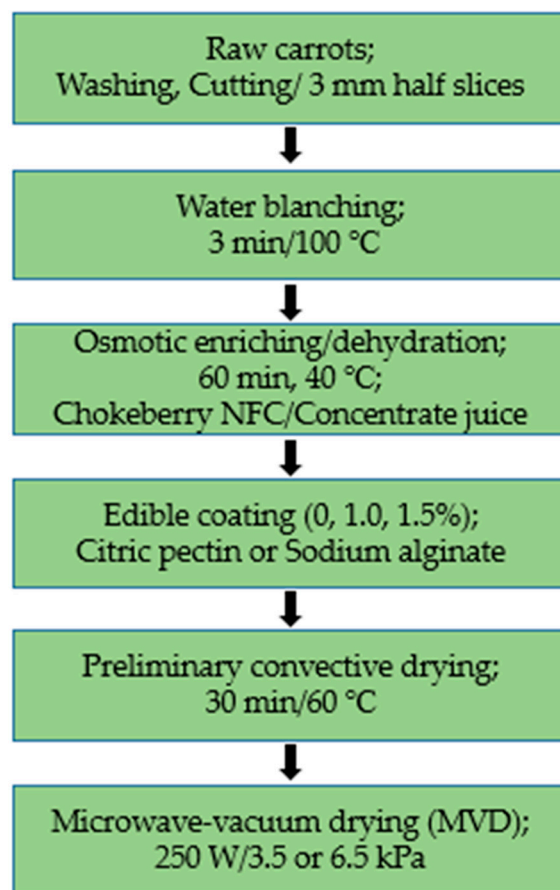 Raw carrots;
Washing, Cutting/ 3 mm half slices
Water blanching;
3 min/100 °C
Osmotic enriching/dehydration;
60 min, 40 °C;
Chokeberry NFC/Concentrate juice
Edible coating (0, 1.0, 1.5%);
Citric pectin or Sodium alginate
Preliminary convective drying;
30 min/60 °C
Microwave-vacuum drying (MVD);
250 W/3.5 or 6.5 kPa